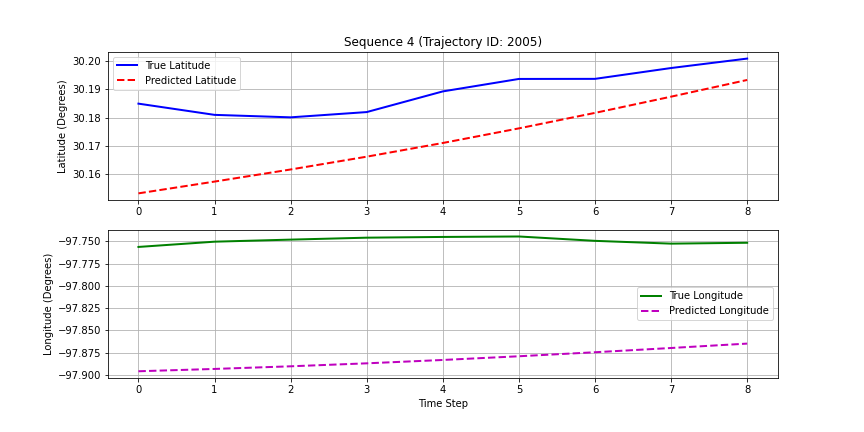 Sequence 4 (Trajectory ID: 2005)
Latitude (Degrees)
30.20
30.19
30.18
30.17
30.16
True Latitude
Predicted Latitude
0 1 2 3 4 5 6 7 8
Longitude (Degrees)
−97.750
−97.775
−97.800
−97.825
−97.850
−97.875
−97.900
True Longitude
Predicted Longitude
0 1 2 3 4 5 6 7 8
Time Step